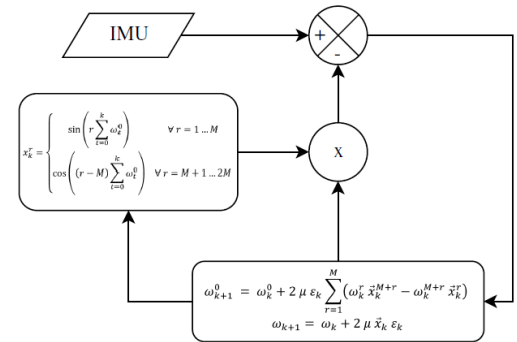 IMU
+
-
X
x_k^r = { sin ( r ∑_{t=0}^{k} ω_t^0 ) ∀ r = 1 … M
cos ( (r − M) ∑_{t=0}^{k} ω_t^0 ) ∀ r = M + 1 … 2M
ω_{k+1}^0 = ω_k^0 + 2 μ ε_k ∑_{r=1}^{M} (ω_k^r x⃗_k^{M+r} − ω_k^{M+r} x⃗_k^r)
ω_{k+1} = ω_k + 2 μ x⃗_k ε_k